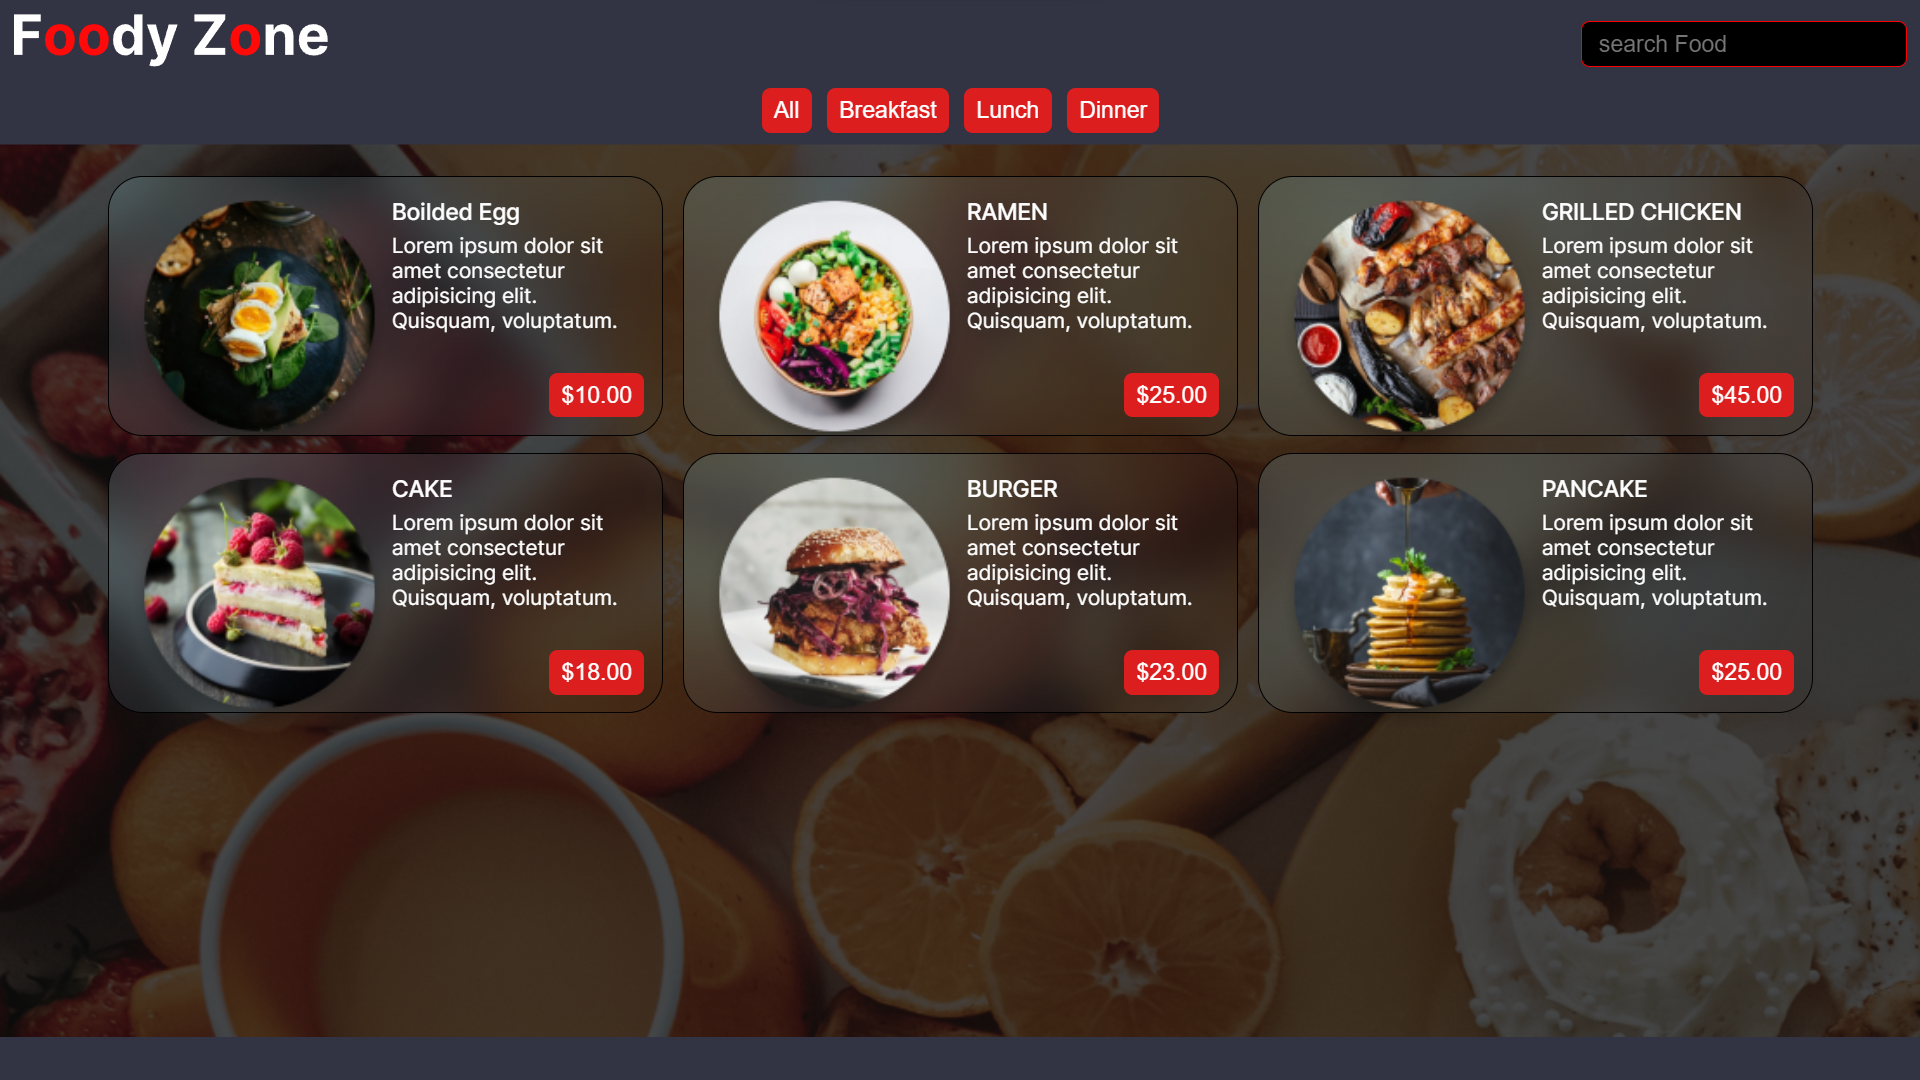 Foody Zone
search Food
All Breakfast Lunch Dinner
Boilded Egg
Lorem ipsum dolor sit
amet consectetur
adipisicing elit.
Quisquam, voluptatum.
$10.00
RAMEN
Lorem ipsum dolor sit
amet consectetur
adipisicing elit.
Quisquam, voluptatum.
$25.00
GRILLED CHICKEN
Lorem ipsum dolor sit
amet consectetur
adipisicing elit.
Quisquam, voluptatum.
$45.00
CAKE
Lorem ipsum dolor sit
amet consectetur
adipisicing elit.
Quisquam, voluptatum.
$18.00
BURGER
Lorem ipsum dolor sit
amet consectetur
adipisicing elit.
Quisquam, voluptatum.
$23.00
PANCAKE
Lorem ipsum dolor sit
amet consectetur
adipisicing elit.
Quisquam, voluptatum.
$25.00